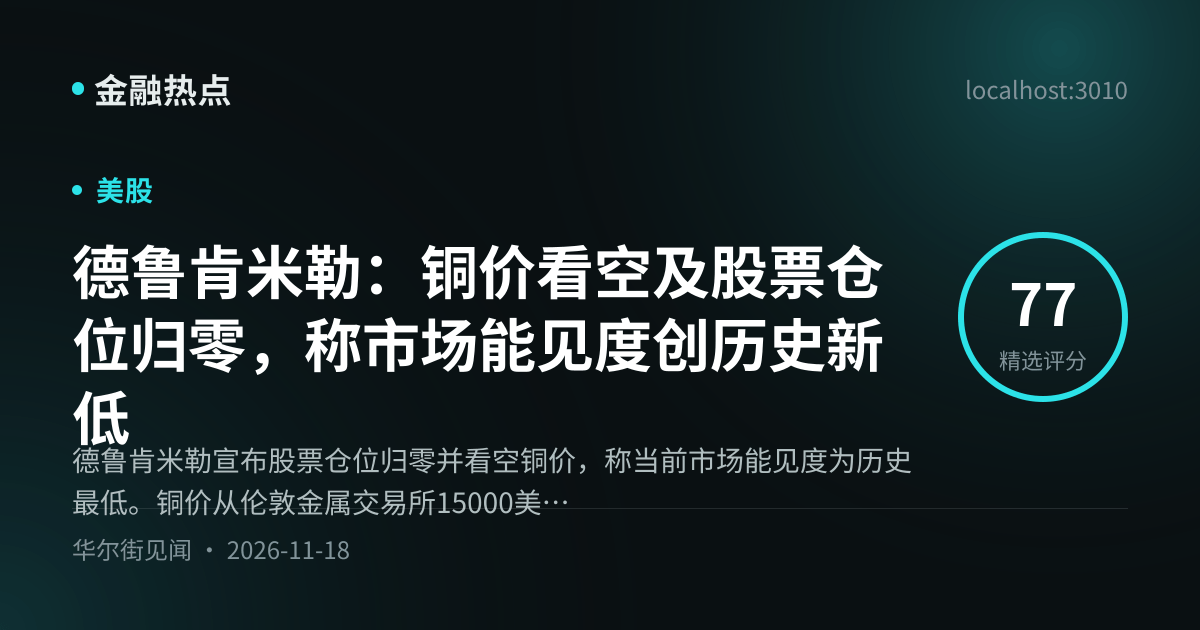 金融热点
localhost:3010
美股
德鲁肯米勒：铜价看空及股票仓
位归零，称市场能见度创历史新
低
77
精选评分
德鲁肯米勒宣布股票仓位归零并看空铜价，称当前市场能见度为历史
最低。铜价从伦敦金属交易所15000美…
华尔街见闻 · 2026-11-18